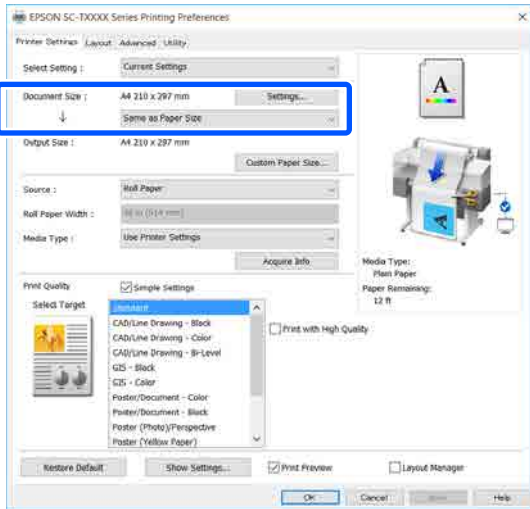 EPSON SC-TXXXX Series Printing Preferences
Printer Settings Layout Advanced Utility
Select Setting : Current Settings
Document Size : A4 210 x 297 mm Settings...
↓ Same as Paper Size
Output Size : A4 210 x 297 mm
Custom Paper Size...
Source : Roll Paper
Roll Paper Width :
Media Type : Use Printer Settings
Acquire Info
A
Media Type:
Plain Paper
Paper Remaining:
12 ft
Print Quality Simple Settings
Select Target
Standard
CAD/Line Drawing - Black
CAD/Line Drawing - Color
CAD/Line Drawing - Bi-Level
GIS - Black
GIS - Color
Poster/Document - Color
Poster/Document - Black
Poster (Photo)/Perspective
Poster (Yellow Paper)
Print with High Quality
Restore Default Show Settings... Print Preview Layout Manager
OK Cancel Help